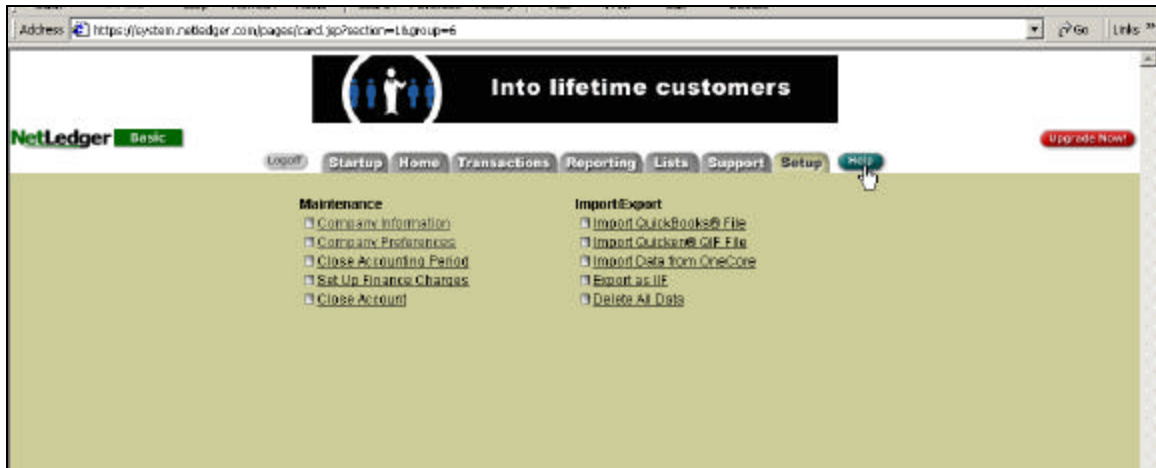 Address https://system.netledger.com/pages/card.jsp?section=1&group=6 Go Links »
Into lifetime customers
NetLedger Basic
Upgrade Now!
Logoff Startup Home Transactions Reporting Lists Support Setup Help
Maintenance
Company Information
Company Preferences
Close Accounting Period
Set Up Finance Charges
Close Account
Import/Export
Import QuickBooks® File
Import Quicken® QIF File
Import Data from OneCore
Export as IIF
Delete All Data